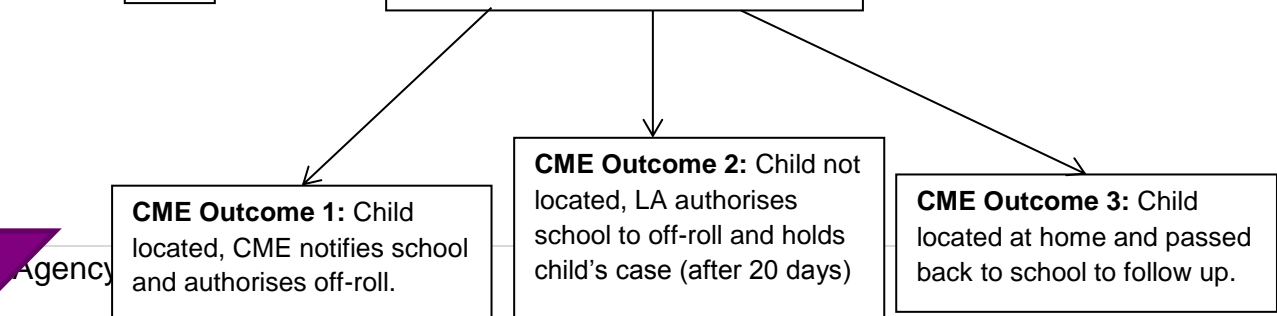 CME Outcome 1: Child
located, CME notifies school
and authorises off-roll.
CME Outcome 2: Child not
located, LA authorises
school to off-roll and holds
child's case (after 20 days)
CME Outcome 3: Child
located at home and passed
back to school to follow up.
Agency